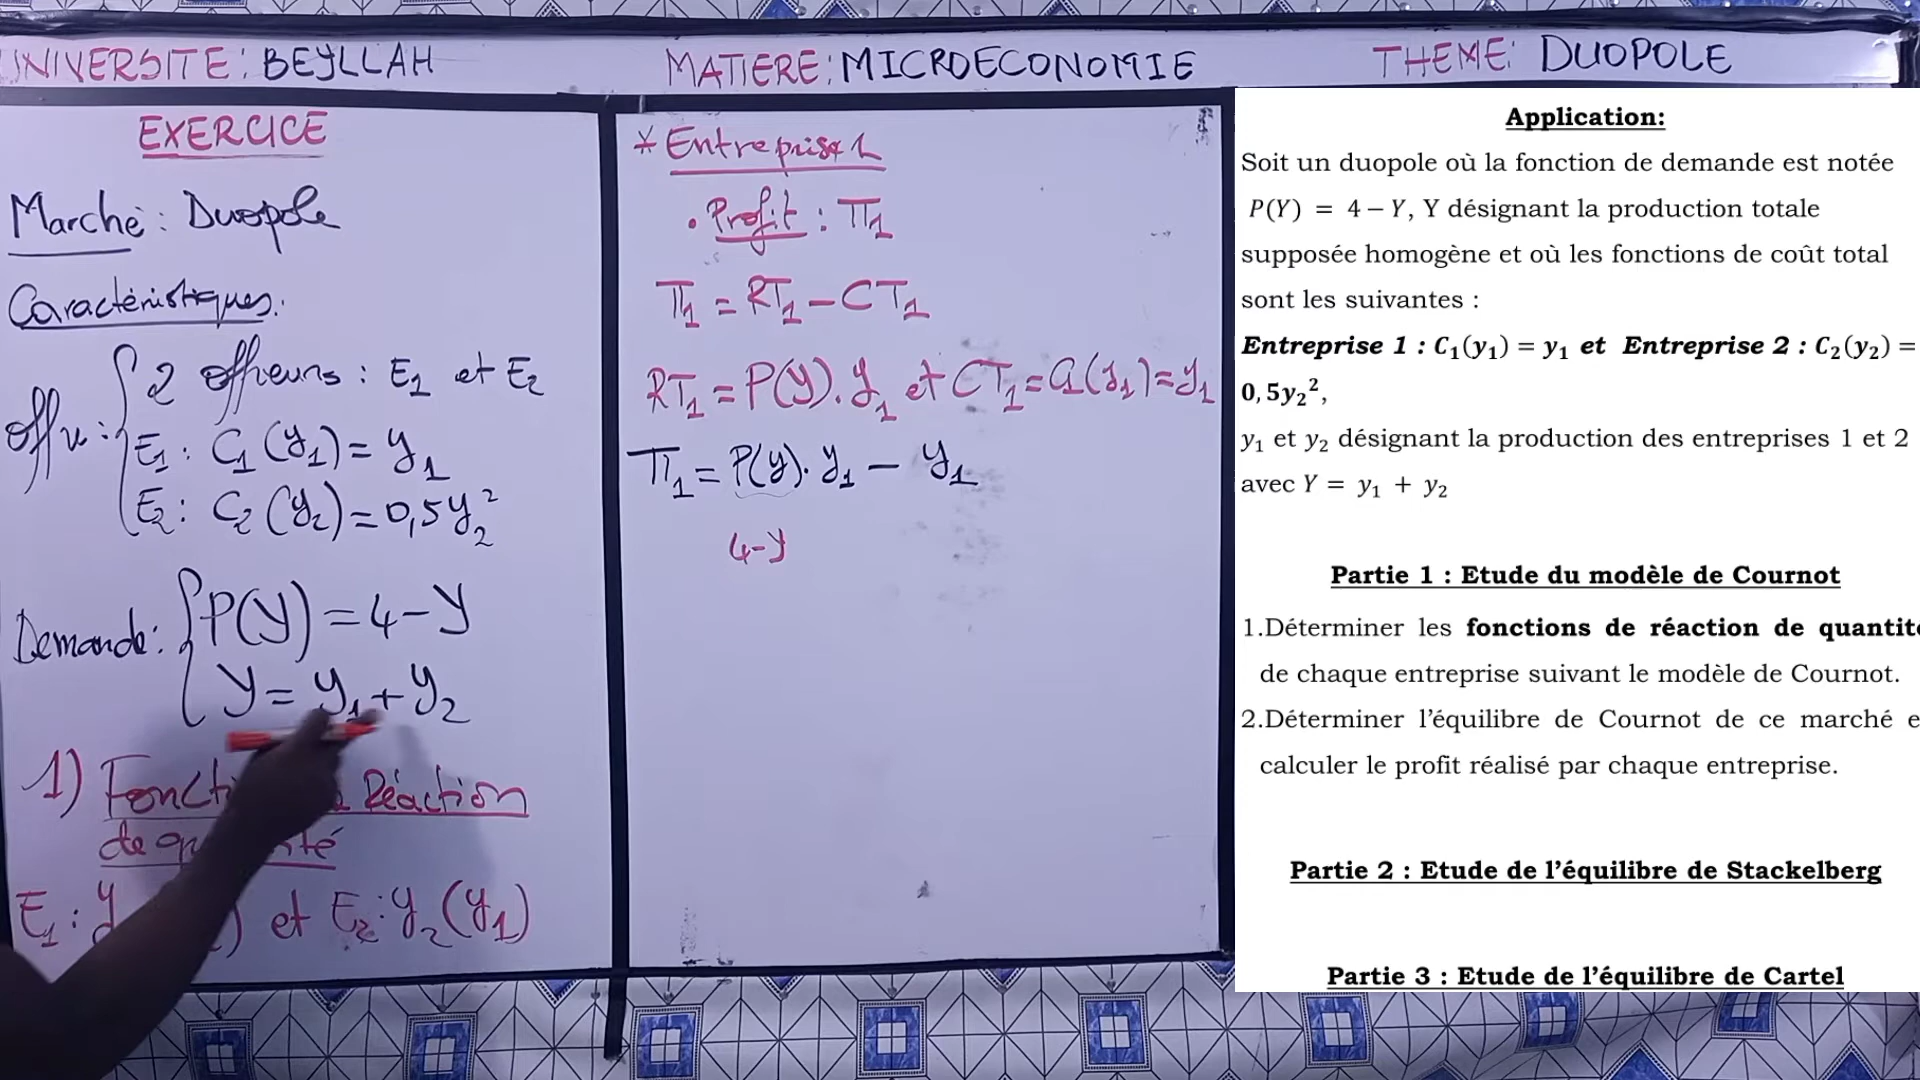 UNIVERSITE: BEYLLAH
MATIERE: MICROECONOMIE
THEME: DUOPOLE
EXERCICE
Marché: Duopole
Caractéristiques:
Offre: 2 offreurs: E1 et E2
E1: C1(y1) = y1
E2: C2(y2) = 0,5y2²
Demande: P(Y) = 4-Y
Y = y1 + y2
1) Réaction
E1: et E2: y2(y1)
* Entreprise 1
• Profit: Π1
Π1 = RT1 - CT1
RT1 = P(Y). y1 et CT1 = C1(y1) = y1
Π1 = P(Y). y1 - y1
4-Y
Application:
Soit un duopole où la fonction de demande est notée
P(Y) = 4 − Y, Y désignant la production totale
supposée homogène et où les fonctions de coût total
sont les suivantes :
Entreprise 1 : C₁(y₁) = y₁ et Entreprise 2 : C₂(y₂) =
0,5y₂²,
y₁ et y₂ désignant la production des entreprises 1 et 2
avec Y = y₁ + y₂
Partie 1 : Etude du modèle de Cournot
1.Déterminer les fonctions de réaction de quantité
de chaque entreprise suivant le modèle de Cournot.
2.Déterminer l'équilibre de Cournot de ce marché e
calculer le profit réalisé par chaque entreprise.
Partie 2 : Etude de l'équilibre de Stackelberg
Partie 3 : Etude de l'équilibre de Cartel